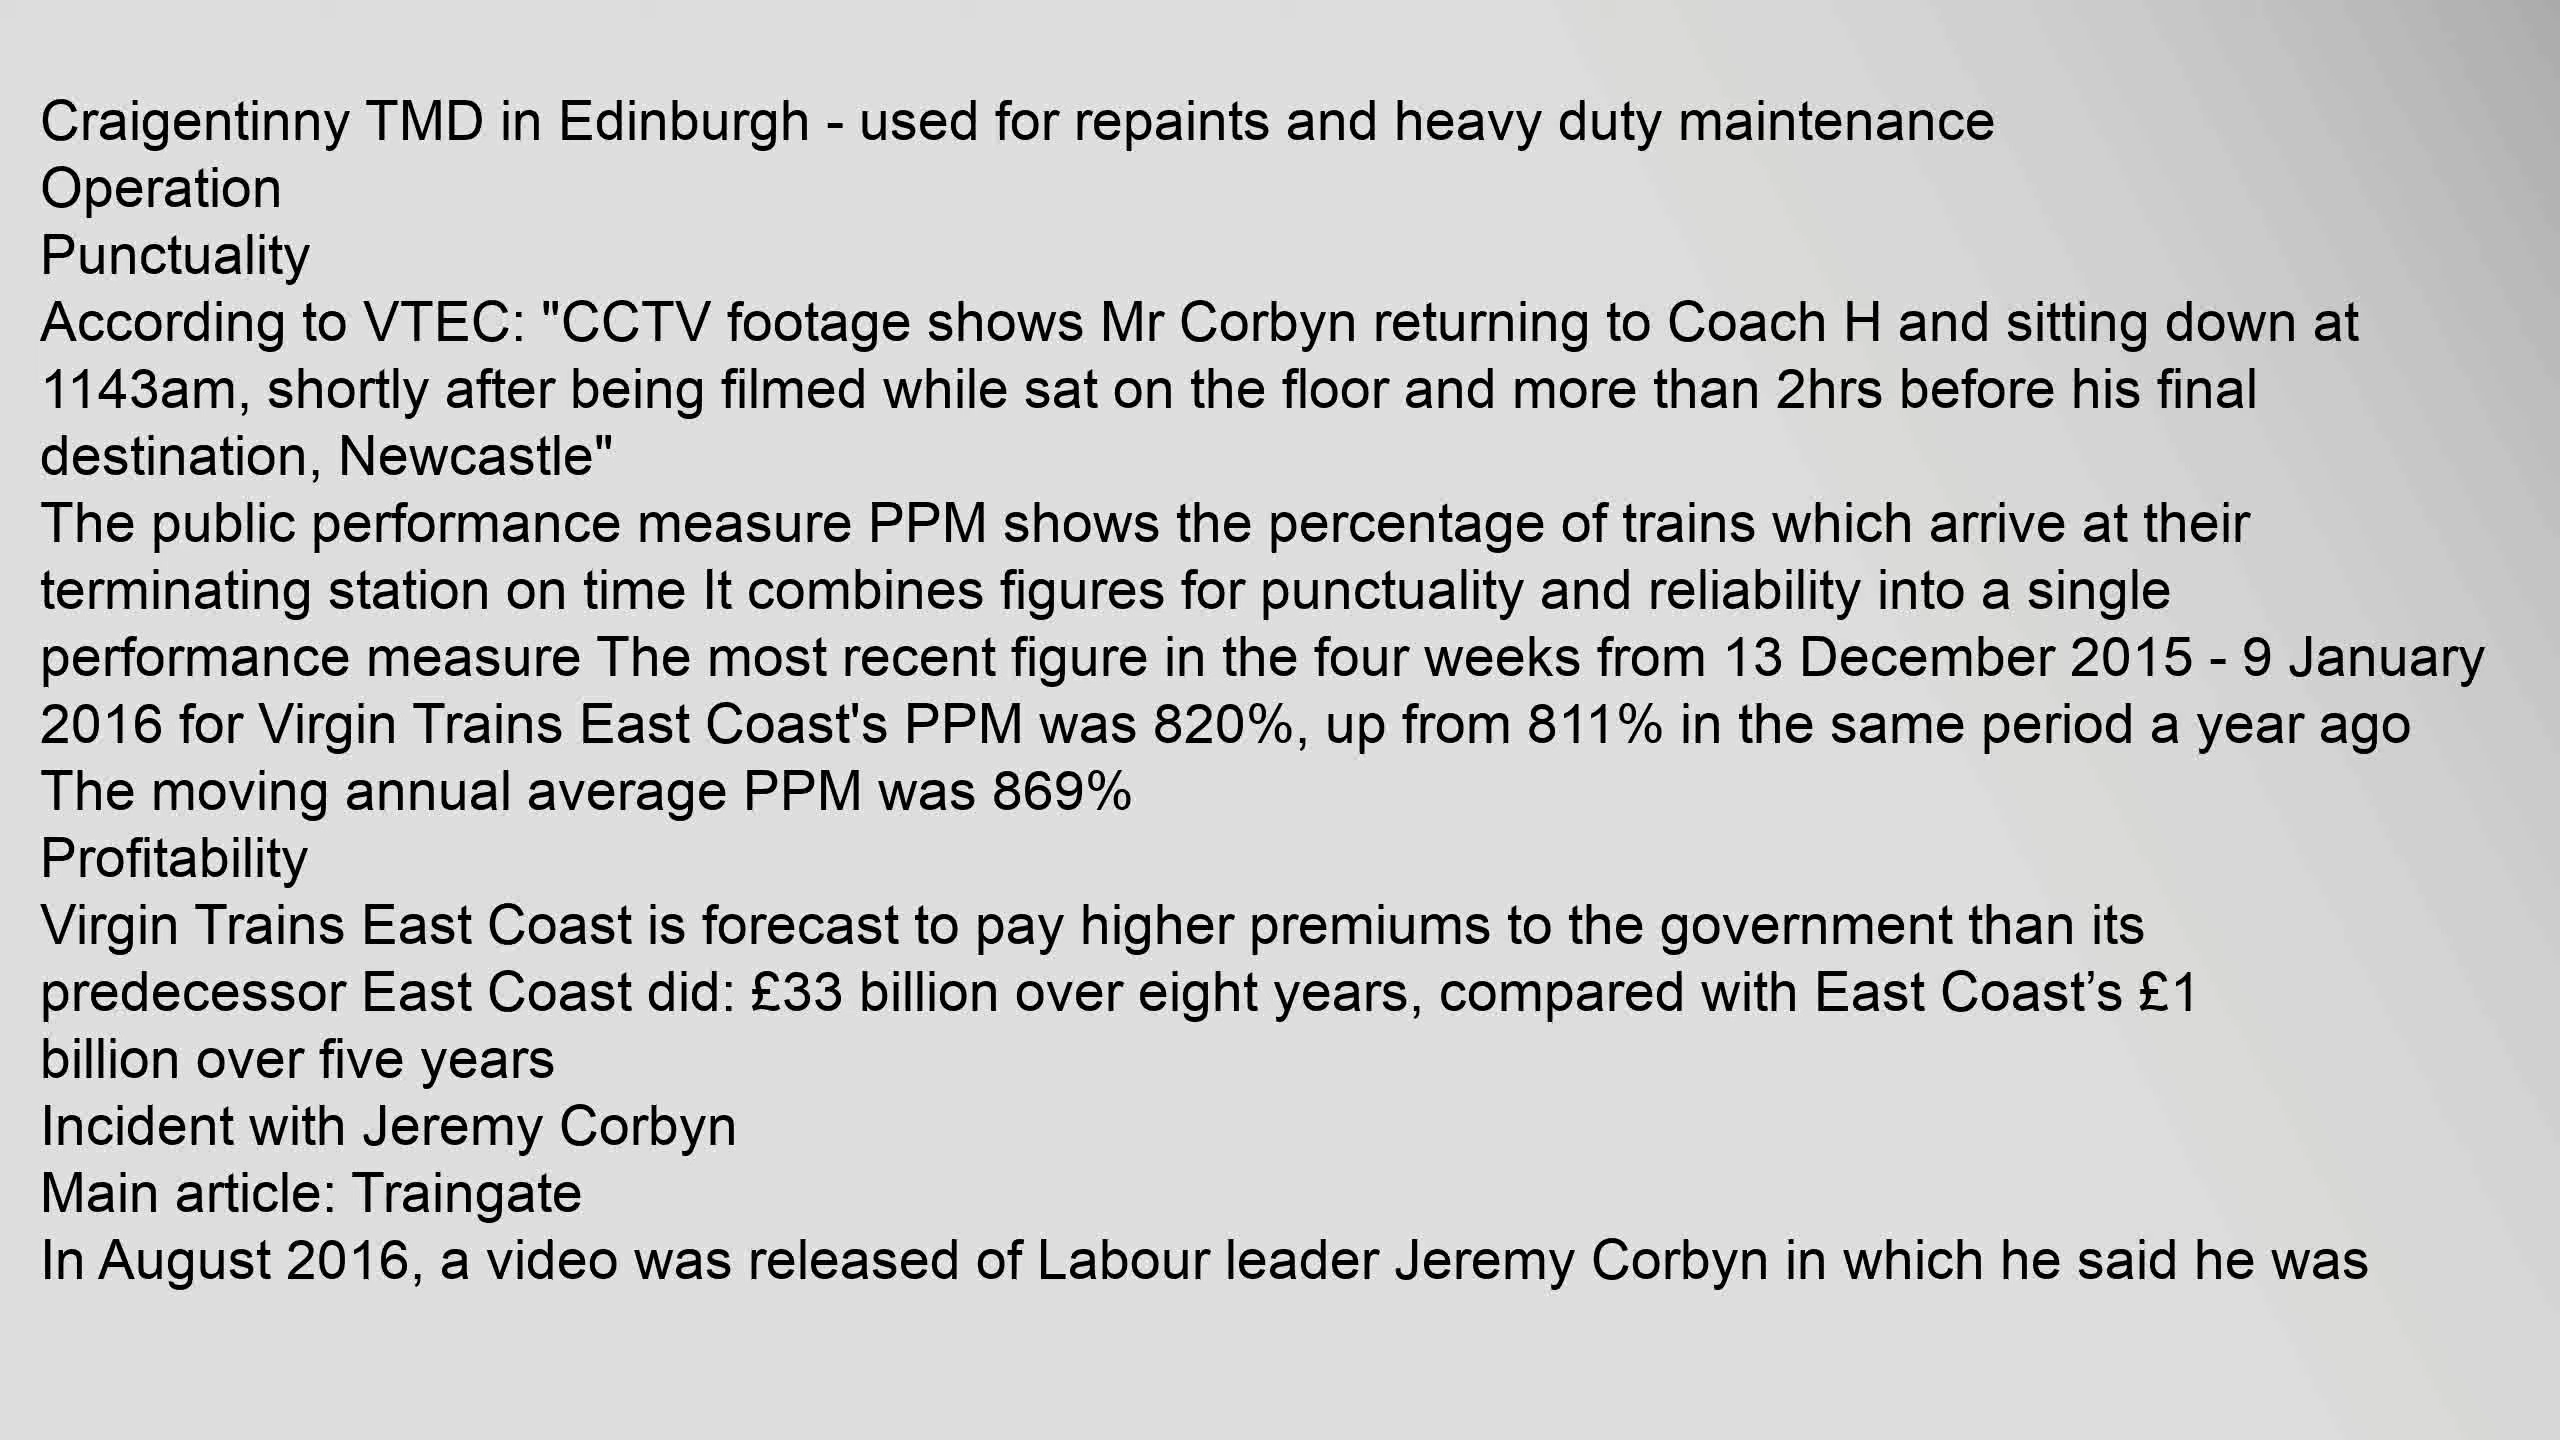 Craigentinny TMD in Edinburgh - used for repaints and heavy duty maintenance
Operation
Punctuality
According to VTEC: "CCTV footage shows Mr Corbyn returning to Coach H and sitting down at
1143am, shortly after being filmed while sat on the floor and more than 2hrs before his final
destination, Newcastle"
The public performance measure PPM shows the percentage of trains which arrive at their
terminating station on time It combines figures for punctuality and reliability into a single
performance measure The most recent figure in the four weeks from 13 December 2015 - 9 January
2016 for Virgin Trains East Coast's PPM was 820%, up from 811% in the same period a year ago
The moving annual average PPM was 869%
Profitability
Virgin Trains East Coast is forecast to pay higher premiums to the government than its
predecessor East Coast did: £33 billion over eight years, compared with East Coast’s £1
billion over five years
Incident with Jeremy Corbyn
Main article: Traingate
In August 2016, a video was released of Labour leader Jeremy Corbyn in which he said he was